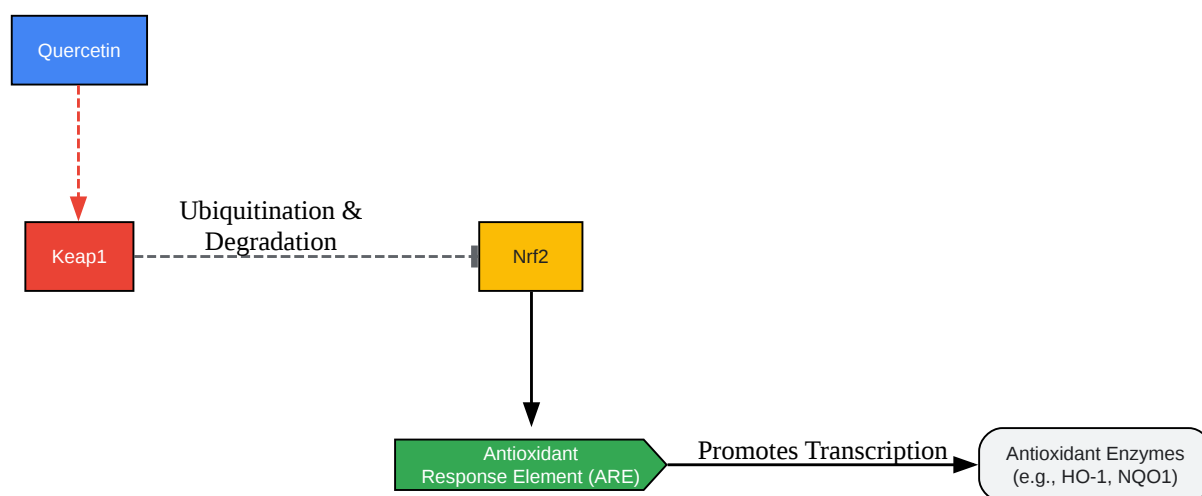 Quercetin
Ubiquitination &
Degradation
Keap1
Nrf2
Antioxidant
Response Element (ARE)
Promotes Transcription
Antioxidant Enzymes
(e.g., HO-1, NQO1)